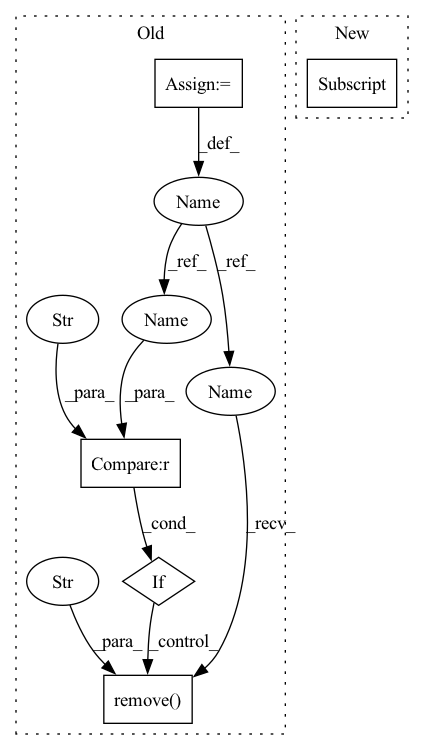 Old
New
Assign:=
Subscript
_def_
Name
_ref_
_ref_
Str
Name
Name
_para_
_para_
Compare:r
_cond_
_recv_
Str
If
_para_
_control_
remove()